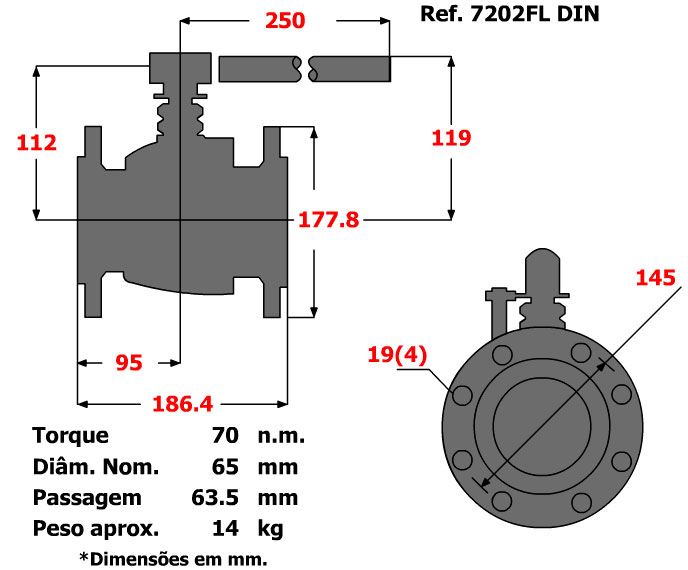 250
Ref. 7202FL DIN
112
119
177.8
145
95
19(4)
186.4
Torque 70 n.m.
Diâm. Nom. 65 mm
Passagem 63.5 mm
Peso aprox. 14 kg
*Dimensões em mm.